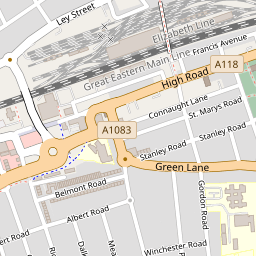 Ley Street
Elizabeth Line
Francis Avenue
Great Eastern Main Line
A118
High Road
Connaught Lane
St. Marys Road
A1083
Stanley Road
Stanley Road
Green Lane
Belmont Road
Gordon Road
Albert Road
Winchester Road